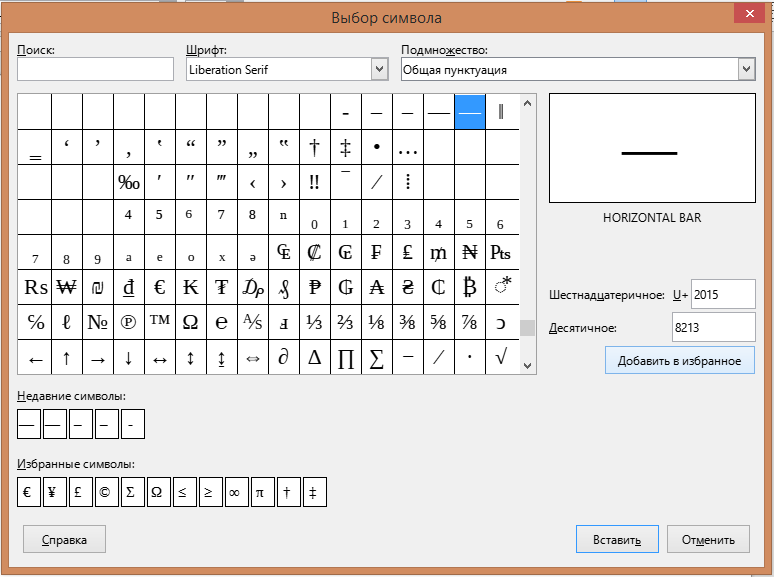 Выбор символа
Поиск:
Шрифт:
Подмножество:
Liberation Serif
Общая пунктуация
‐ ‒ – — ― ‖
‗ ‘ ’ ‚ ‛ “ ” „ ‟ † ‡ • …
‰ ′ ″ ‴ ‹ › ‼ ‾ ⁄ ⁞
⁴ ⁵ ⁶ ⁷ ⁸ ⁿ ₀ ₁ ₂ ₃ ₄ ₅ ₆
₇ ₈ ₉ ₐ ₑ ₒ ₓ ₔ ₠ ₡ ₢ ₣ ₤ ₥ ₦ ₧
₨ ₩ ₪ ₫ € ₭ ₮ ₯ ₰ ₱ ₲ ₳ ₴ ₵ ₿ ⃰
℅ ℓ № ℗ ™ Ω ℮ ⅍ ⅎ ⅓ ⅔ ⅛ ⅜ ⅝ ⅞ ↄ
← ↑ → ↓ ↔ ↕ ↨ ⇔ ∂ ∆ ∏ ∑ − ∕ ∙ √
HORIZONTAL BAR
Шестнадцатеричное: U+ 2015
Десятичное: 8213
Добавить в избранное
Недавние символы:
― — – ‒ ‐
Избранные символы:
€ ¥ £ © Σ Ω ≤ ≥ ∞ π † ‡
Справка
Вставить
Отменить